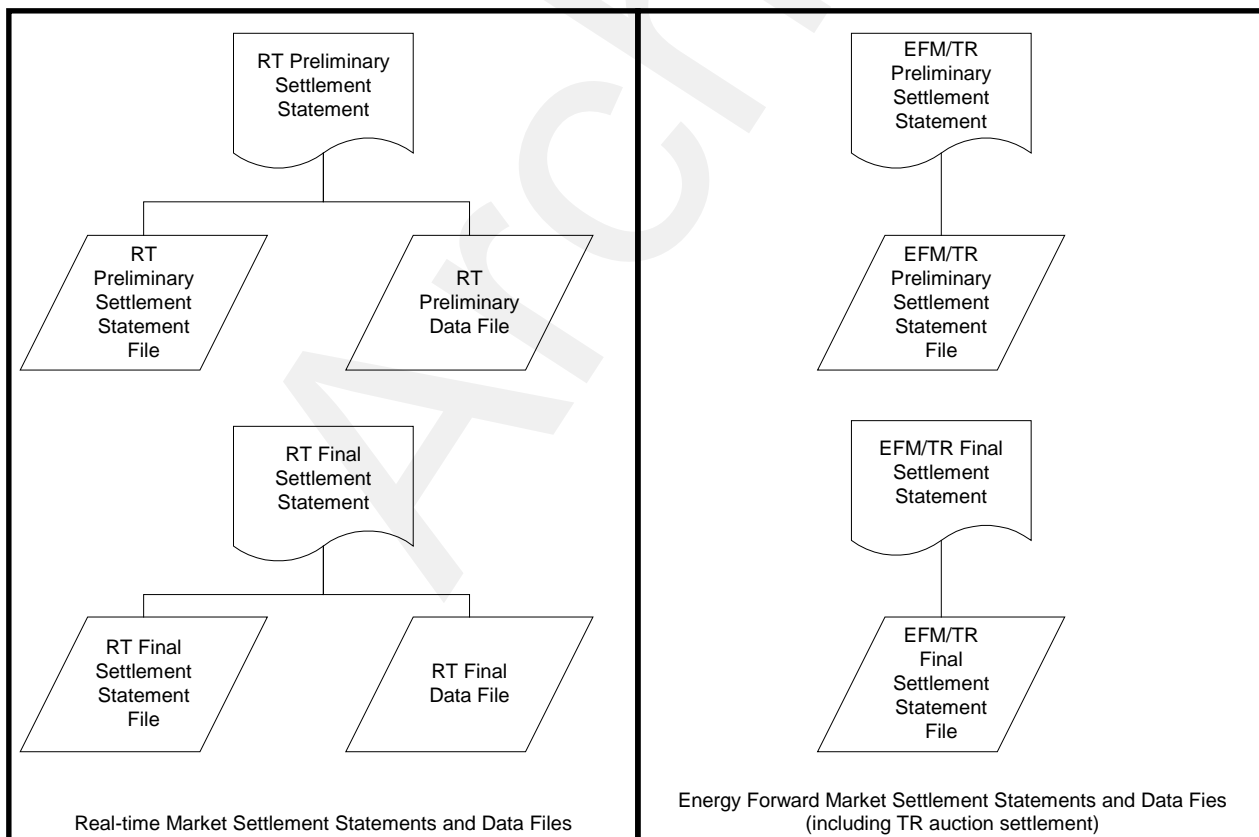 RT Preliminary
Settlement
Statement
RT
Preliminary
Settlement
Statement
File
RT
Preliminary
Data File
RT Final
Settlement
Statement
RT Final
Settlement
Statement
File
RT Final
Data File
Real-time Market Settlement Statements and Data Files
EFM/TR
Preliminary
Settlement
Statement
EFM/TR
Preliminary
Settlement
Statement
File
EFM/TR Final
Settlement
Statement
EFM/TR
Final
Settlement
Statement
File
Energy Forward Market Settlement Statements and Data Fies
(including TR auction settlement)